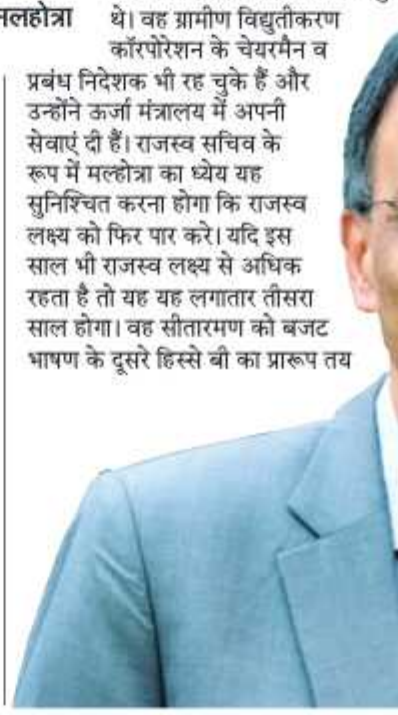 मलहोत्रा
थे। वह ग्रामीण विद्युतीकरण
कॉरपोरेशन के चेयरमैन व
प्रबंध निदेशक भी रह चुके हैं और
उन्होंने ऊर्जा मंत्रालय में अपनी
सेवाएं दी हैं। राजस्व सचिव के
रूप में मल्होत्रा का ध्येय यह
सुनिश्चित करना होगा कि राजस्व
लक्ष्य को फिर पार करे। यदि इस
साल भी राजस्व लक्ष्य से अधिक
रहता है तो यह यह लगातार तीसरा
साल होगा। वह सीतारमण को बजट
भाषण के दूसरे हिस्से बी का प्रारूप तय